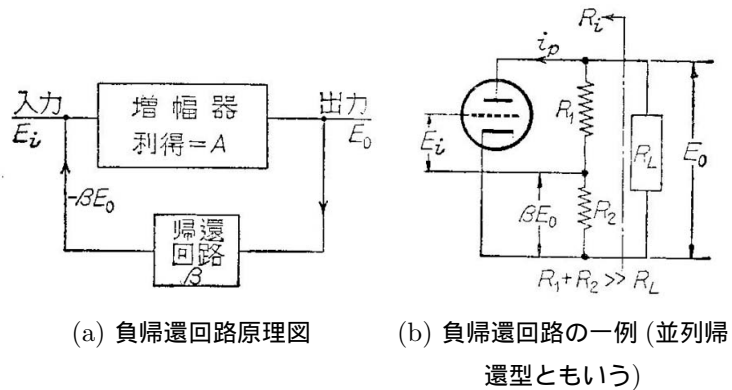 入力
Eᵢ
増幅器
利得=A
出力
E₀
-βE₀
帰還
回路
β
(a) 負帰還回路原理図
Rᵢ
iₚ
R₁
Eᵢ
R_L
E₀
βE₀
R₂
R₁+R₂ >> R_L
(b) 負帰還回路の一例 (並列帰
還型ともいう)